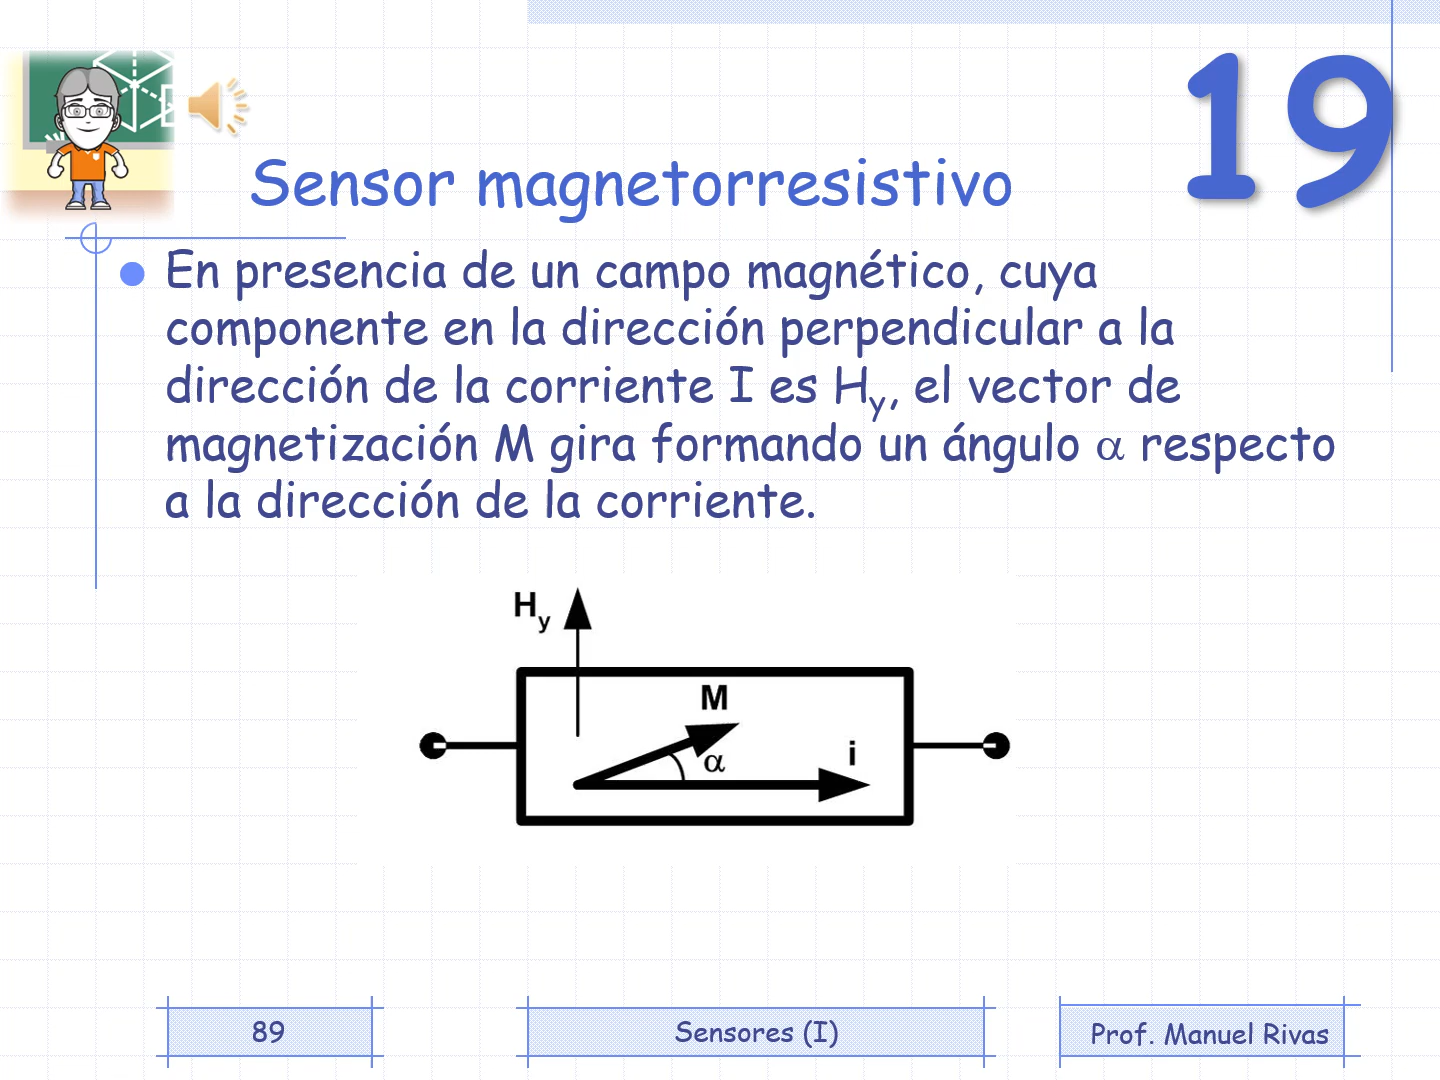 19
Sensor magnetorresistivo
En presencia de un campo magnético, cuya
componente en la dirección perpendicular a la
dirección de la corriente I es Hy, el vector de
magnetización M gira formando un ángulo α respecto
a la dirección de la corriente.
Hy
M
α
i
89
Sensores (I)
Prof. Manuel Rivas